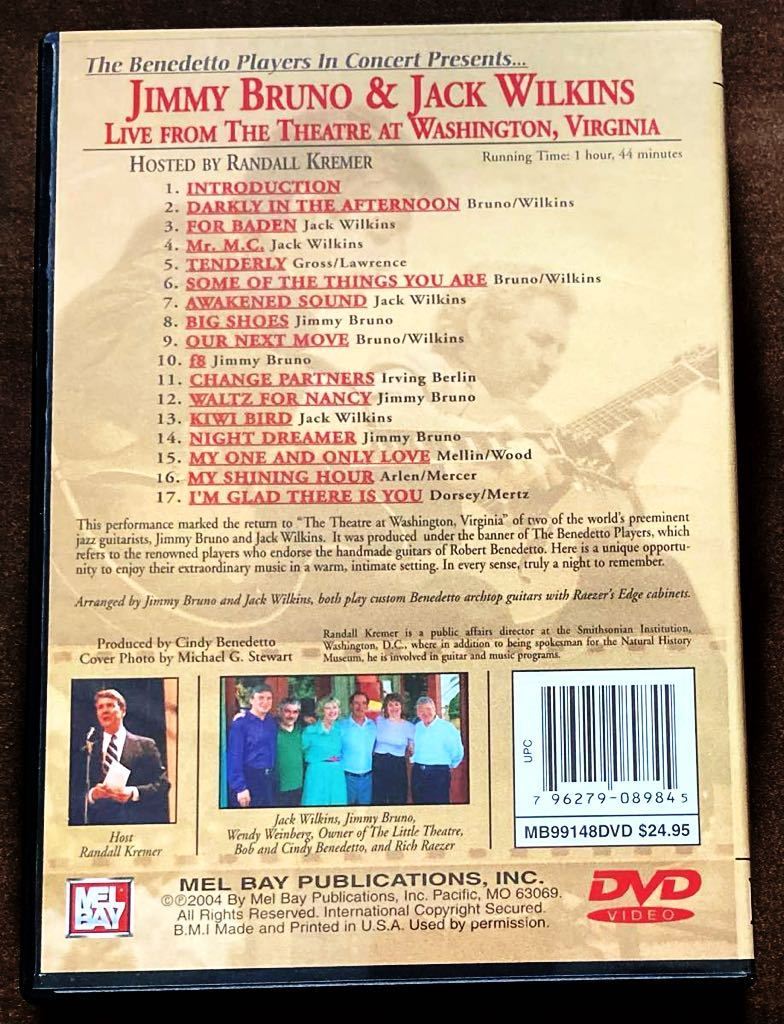 The Benedetto Players In Concert Presents...
JIMMY BRUNO & JACK WILKINS
LIVE FROM THE THEATRE AT WASHINGTON, VIRGINIA
HOSTED BY RANDALL KREMER
Running Time: 1 hour, 44 minutes
1. INTRODUCTION
2. DARKLY IN THE AFTERNOON Bruno/Wilkins
3. FOR BADEN Jack Wilkins
4. Mr. M.C. Jack Wilkins
5. TENDERLY Gross/Lawrence
6. SOME OF THE THINGS YOU ARE Bruno/Wilkins
7. AWAKENED SOUND Jack Wilkins
8. BIG SHOES Jimmy Bruno
9. OUR NEXT MOVE Bruno/Wilkins
10. f8 Jimmy Bruno
11. CHANGE PARTNERS Irving Berlin
12. WALTZ FOR NANCY Jimmy Bruno
13. KIWI BIRD Jack Wilkins
14. NIGHT DREAMER Jimmy Bruno
15. MY ONE AND ONLY LOVE Mellin/Wood
16. MY SHINING HOUR Arlen/Mercer
17. I'M GLAD THERE IS YOU Dorsey/Mertz
This performance marked the return to "The Theatre at Washington, Virginia" of two of the world's preeminent
jazz guitarists, Jimmy Bruno and Jack Wilkins. It was produced under the banner of The Benedetto Players, which
refers to the renowned players who endorse the handmade guitars of Robert Benedetto. Here is a unique opportu-
nity to enjoy their extraordinary music in a warm, intimate setting. In every sense, truly a night to remember.
Arranged by Jimmy Bruno and Jack Wilkins, both play custom Benedetto archtop guitars with Raezer's Edge cabinets.
Produced by Cindy Benedetto
Cover Photo by Michael G. Stewart
Randall Kremer is a public affairs director at the Smithsonian Institution,
Washington, D.C., where in addition to being spokesman for the Natural History
Museum, he is involved in guitar and music programs.
Host
Randall Kremer
Jack Wilkins, Jimmy Bruno,
Wendy Weinberg, Owner of The Little Theatre,
Bob and Cindy Benedetto, and Rich Raezer
UPC
7 96279-08984 5
MB99148DVD $24.95
MEL
BAY
MEL BAY PUBLICATIONS, INC.
©℗2004 By Mel Bay Publications, Inc. Pacific, MO 63069.
All Rights Reserved. International Copyright Secured.
B.M.I Made and Printed in U.S.A. Used by permission.
DVD
VIDEO